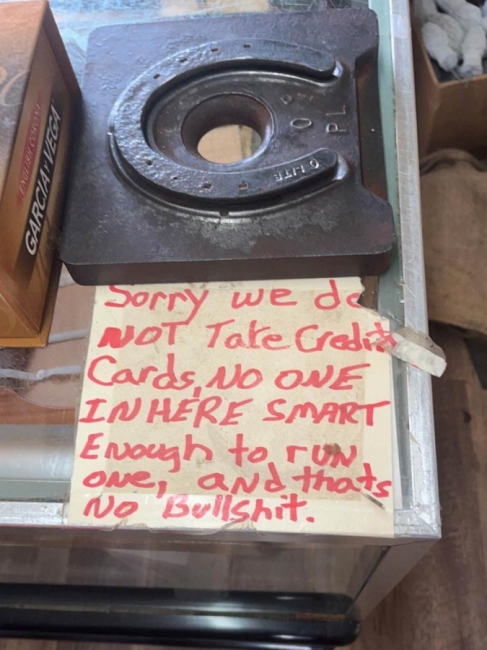 GARCIA y VEGA
O
PL
O LITE
Sorry we do
NOT Take Credit
Cards, NO ONE
IN HERE SMART
Enough to run
one, and thats
No Bullshit.